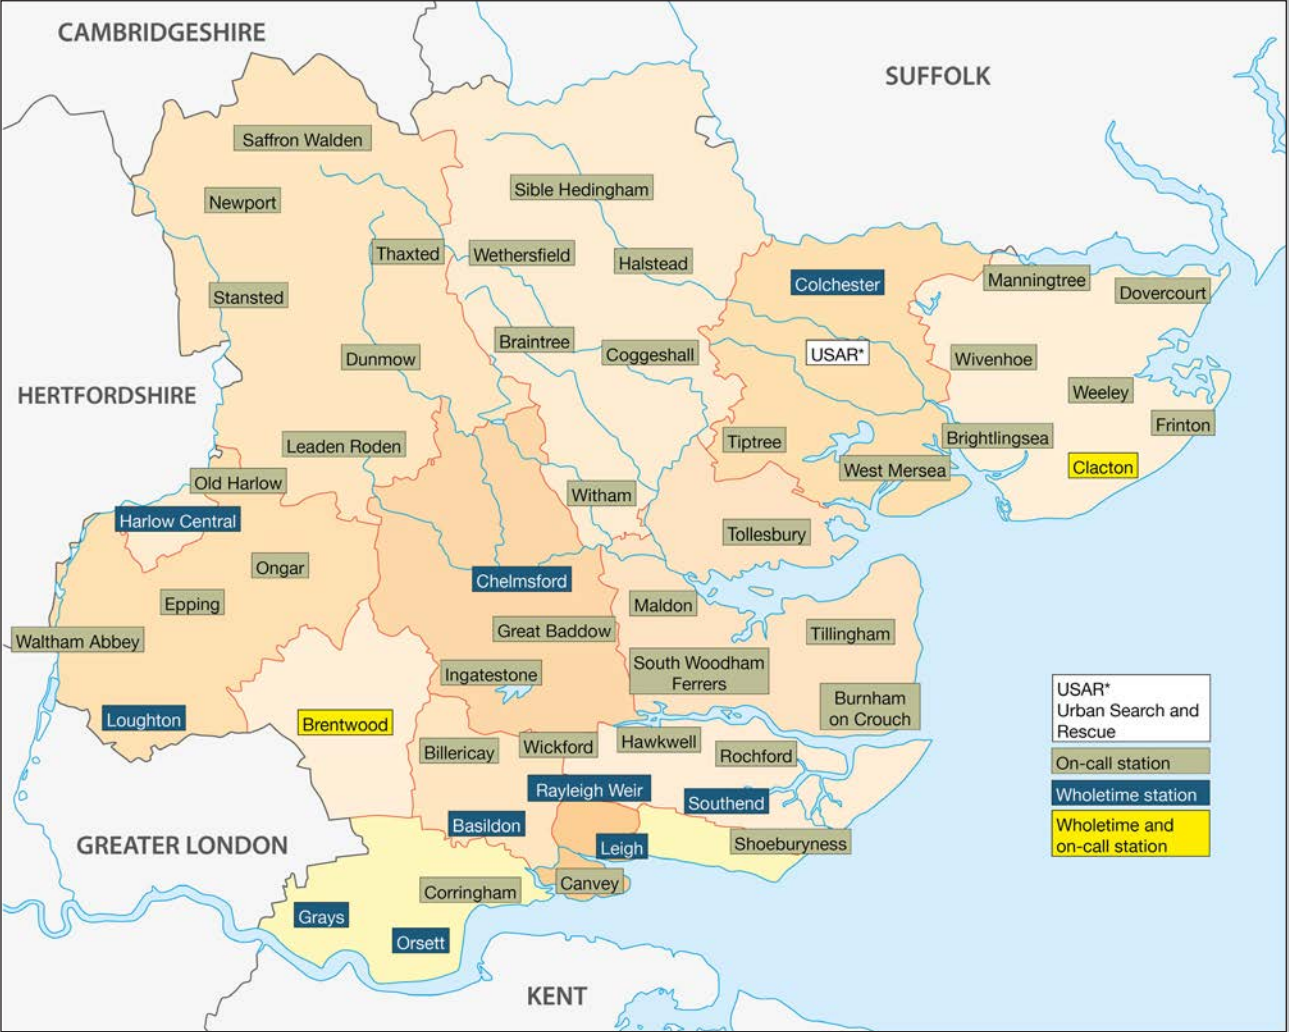 CAMBRIDGESHIRE
SUFFOLK
Saffron Walden
Sible Hedingham
Newport
Thaxted
Wethersfield
Halstead
Colchester
Manningtree
Dovercourt
Stansted
Dunmow
Braintree
Coggeshall
USAR*
Wivenhoe
HERTFORDSHIRE
Weeley
Frinton
Leaden Roden
Tiptree
Brightlingsea
Clacton
West Mersea
Old Harlow
Witham
Harlow Central
Tollesbury
Ongar
Chelmsford
Epping
Maldon
Waltham Abbey
Great Baddow
Tillingham
Ingatestone
South Woodham
Ferrers
Burnham
on Crouch
Loughton
Brentwood
Billericay
Wickford
Hawkwell
Rochford
Rayleigh Weir
Southend
Basildon
Leigh
Shoeburyness
GREATER LONDON
Corringham
Canvey
Grays
Orsett
KENT
USAR*
Urban Search and
Rescue
On-call station
Wholetime station
Wholetime and
on-call station